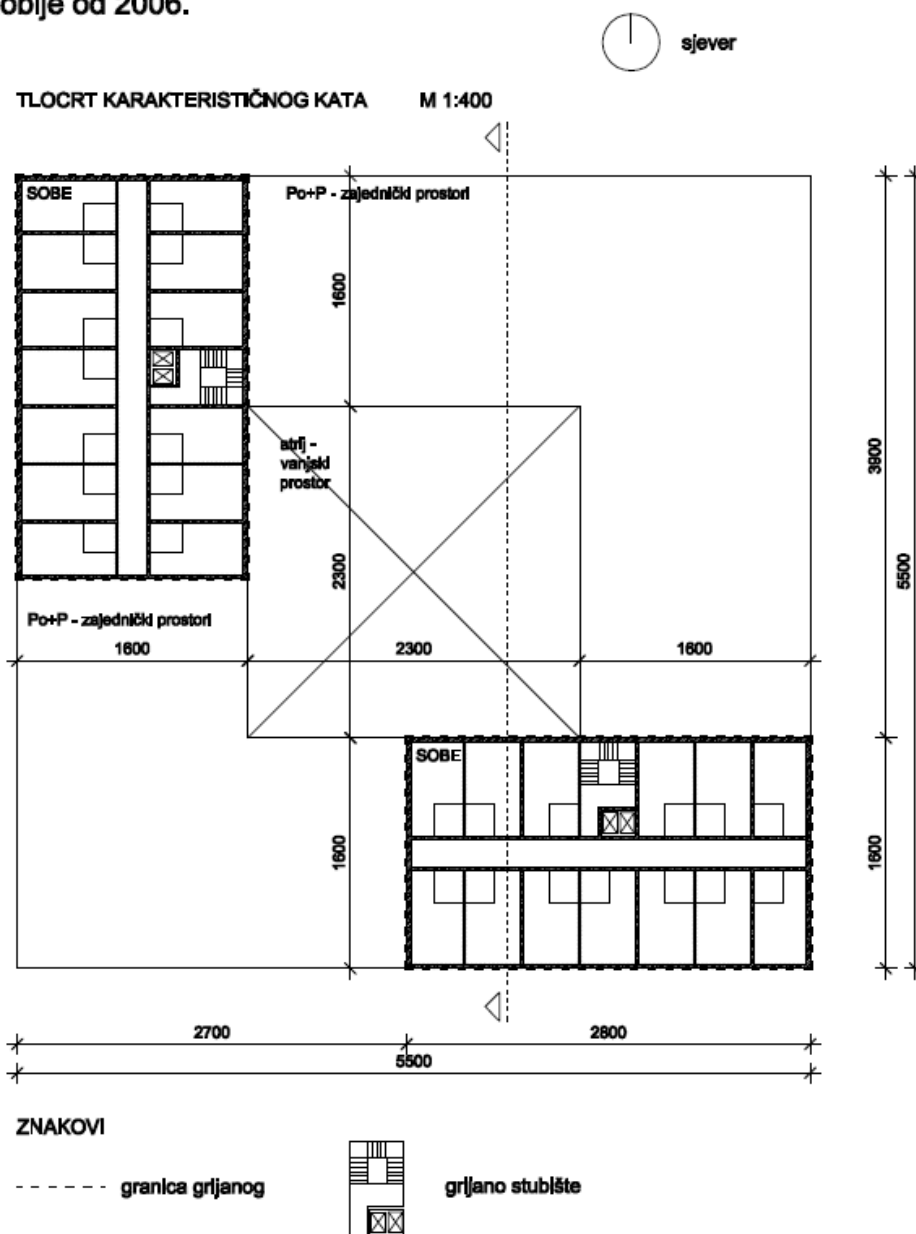 oblje od 2006.
sjever
TLOCRT KARAKTERISTIČNOG KATA M 1:400
SOBE
Po+P - zajednički prostori
1600
atrij -
vanjski
prostor
3900
2300
5500
Po+P - zajednički prostori
1600
2300
1600
SOBE
1600
1600
2700
2800
5500
ZNAKOVI
granica grijanog
grijano stubište